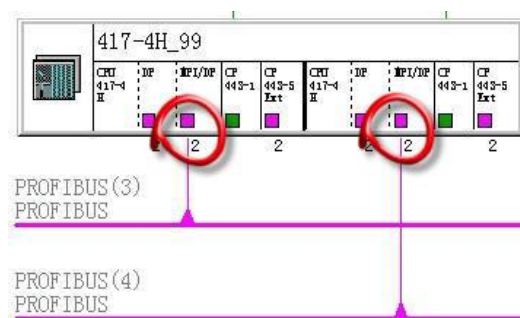 417-4H_99
CPU 417-4 H
DP
MPI/DP
CP 443-1
CP 443-5 Ext
CPU 417-4 H
DP
MPI/DP
CP 443-1
CP 443-5 Ext
2 2 2 2 2 2
PROFIBUS(3)
PROFIBUS
PROFIBUS(4)
PROFIBUS